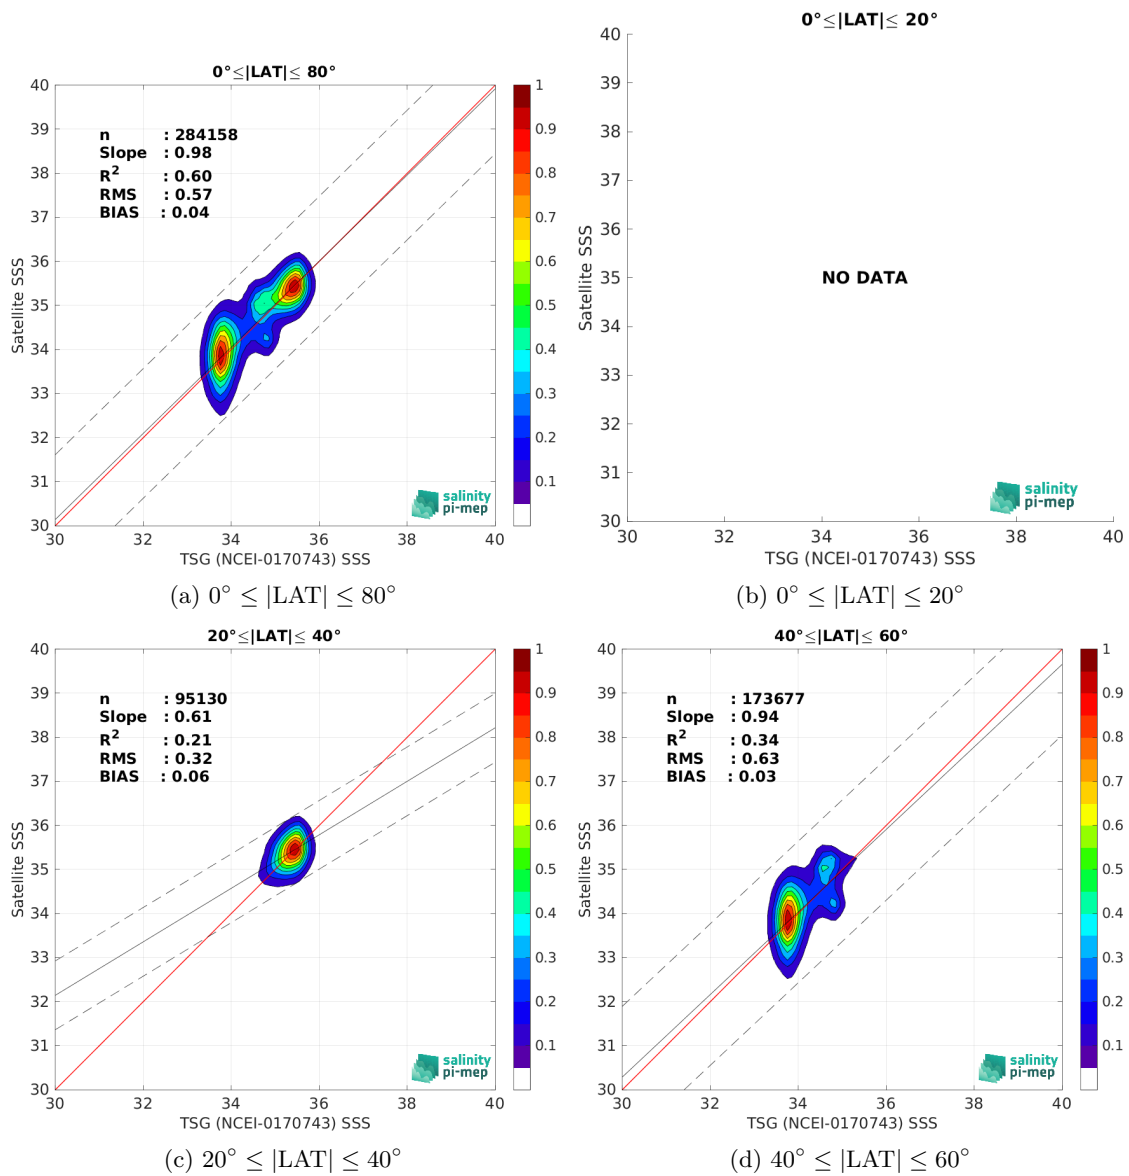 0°≤|LAT|≤ 80°
n : 284158
Slope : 0.98
R² : 0.60
RMS : 0.57
BIAS : 0.04
Satellite SSS
40
39
38
37
36
35
34
33
32
31
30
30 32 34 36 38 40
TSG (NCEI-0170743) SSS
1
0.9
0.8
0.7
0.6
0.5
0.4
0.3
0.2
0.1
salinity
pi-mep
(a) 0° ≤ |LAT| ≤ 80°
0°≤|LAT|≤ 20°
NO DATA
Satellite SSS
40
39
38
37
36
35
34
33
32
31
30
30 32 34 36 38 40
TSG (NCEI-0170743) SSS
salinity
pi-mep
(b) 0° ≤ |LAT| ≤ 20°
20°≤|LAT|≤ 40°
n : 95130
Slope : 0.61
R² : 0.21
RMS : 0.32
BIAS : 0.06
Satellite SSS
40
39
38
37
36
35
34
33
32
31
30
30 32 34 36 38 40
TSG (NCEI-0170743) SSS
1
0.9
0.8
0.7
0.6
0.5
0.4
0.3
0.2
0.1
salinity
pi-mep
(c) 20° ≤ |LAT| ≤ 40°
40°≤|LAT|≤ 60°
n : 173677
Slope : 0.94
R² : 0.34
RMS : 0.63
BIAS : 0.03
Satellite SSS
40
39
38
37
36
35
34
33
32
31
30
30 32 34 36 38 40
TSG (NCEI-0170743) SSS
1
0.9
0.8
0.7
0.6
0.5
0.4
0.3
0.2
0.1
salinity
pi-mep
(d) 40° ≤ |LAT| ≤ 60°